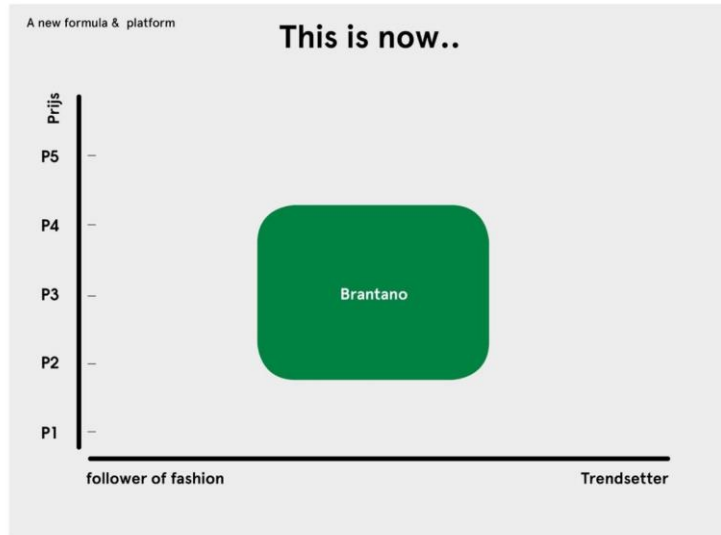 A new formula & platform
This is now..
Prijs
P5
P4
P3
Brantano
P2
P1
follower of fashion
Trendsetter